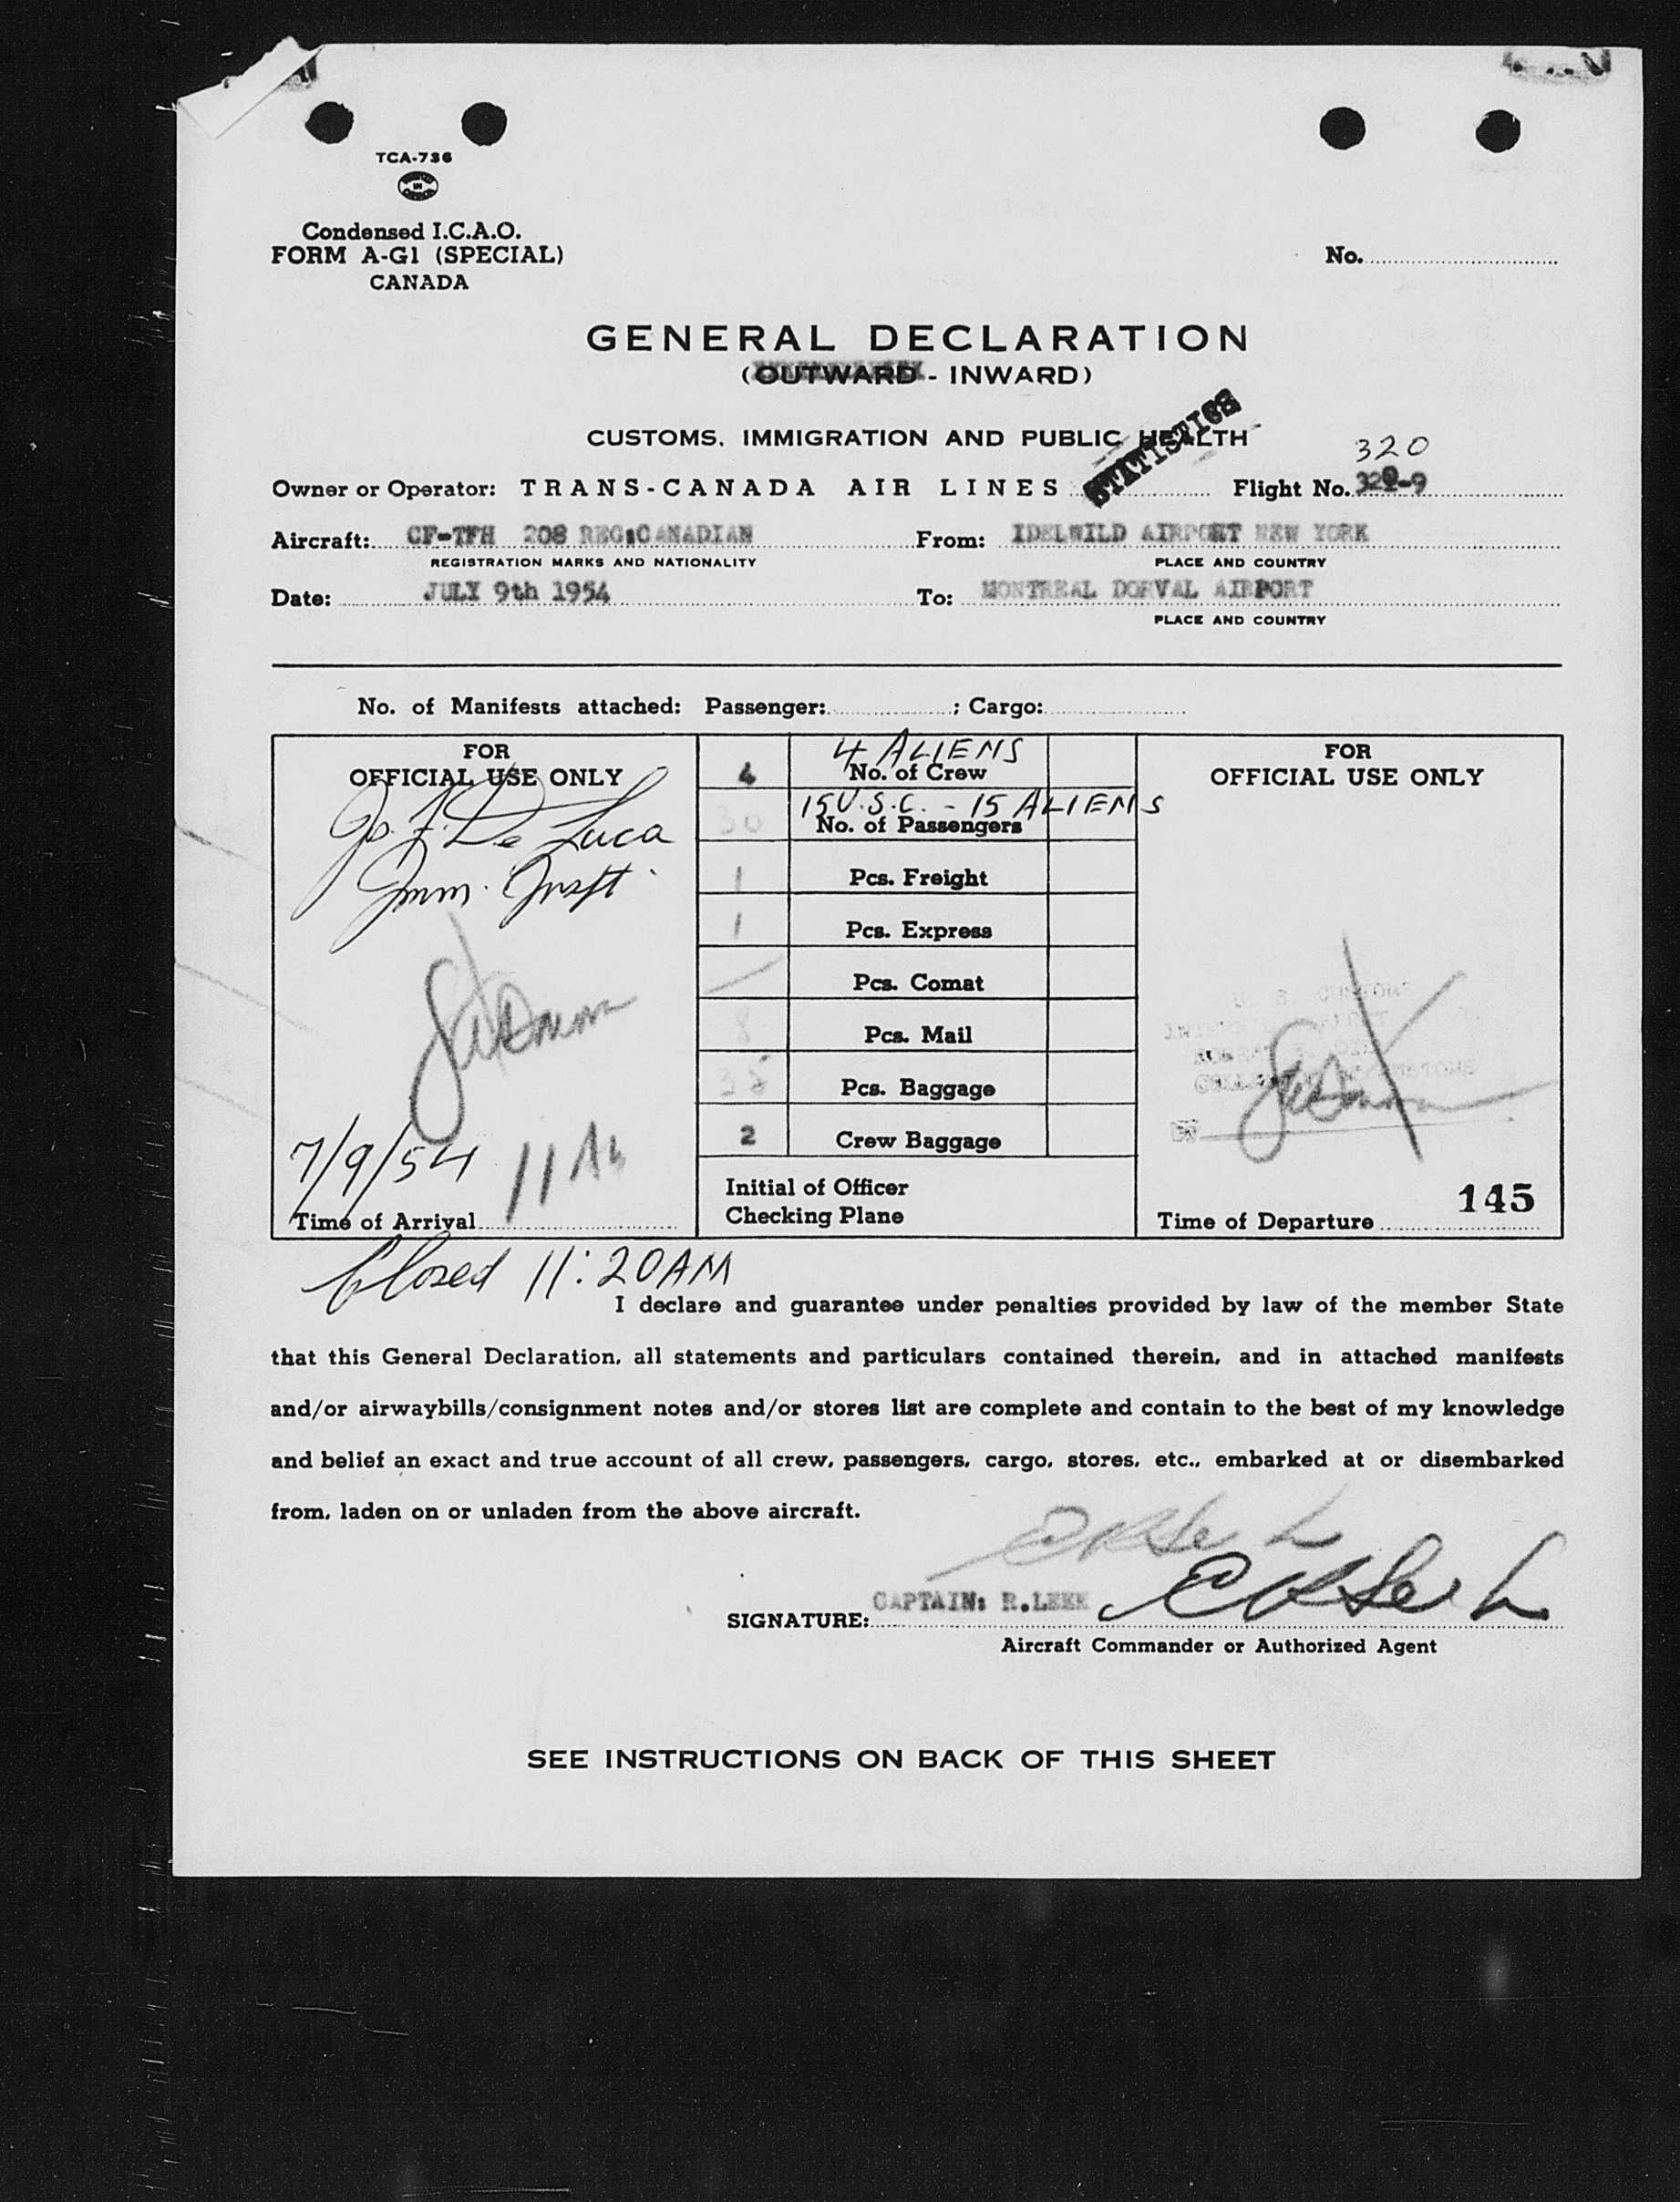 TCA-736
Condensed I.C.A.O.
FORM A-G1 (SPECIAL)
CANADA
No.
GENERAL DECLARATION
(OUTWARD - INWARD)
CUSTOMS, IMMIGRATION AND PUBLIC HEALTH
STATISTICS
320
Owner or Operator: TRANS-CANADA AIR LINES Flight No. 320-9
Aircraft: CF-TFH 208 REG:CANADIAN From: IDELWILD AIRPORT NEW YORK
REGISTRATION MARKS AND NATIONALITY PLACE AND COUNTRY
Date: JULY 9th 1954 To: MONTREAL DORVAL AIRPORT
PLACE AND COUNTRY
No. of Manifests attached: Passenger: ; Cargo:
FOR
OFFICIAL USE ONLY
Jo. F. De Luca
Imm. Inspt.
7/9/54 11 A
Time of Arrival
4 ALIENS
4 No. of Crew
15 U.S.C. - 15 ALIENS
30 No. of Passengers
1 Pcs. Freight
1 Pcs. Express
Pcs. Comat
8 Pcs. Mail
Pcs. Baggage
2 Crew Baggage
Initial of Officer
Checking Plane
FOR
OFFICIAL USE ONLY
145
Time of Departure
Closed 11:20AM
I declare and guarantee under penalties provided by law of the member State
that this General Declaration, all statements and particulars contained therein, and in attached manifests
and/or airwaybills/consignment notes and/or stores list are complete and contain to the best of my knowledge
and belief an exact and true account of all crew, passengers, cargo, stores, etc., embarked at or disembarked
from, laden on or unladen from the above aircraft.
SIGNATURE: CAPTAIN: R.LEEK
Aircraft Commander or Authorized Agent
SEE INSTRUCTIONS ON BACK OF THIS SHEET